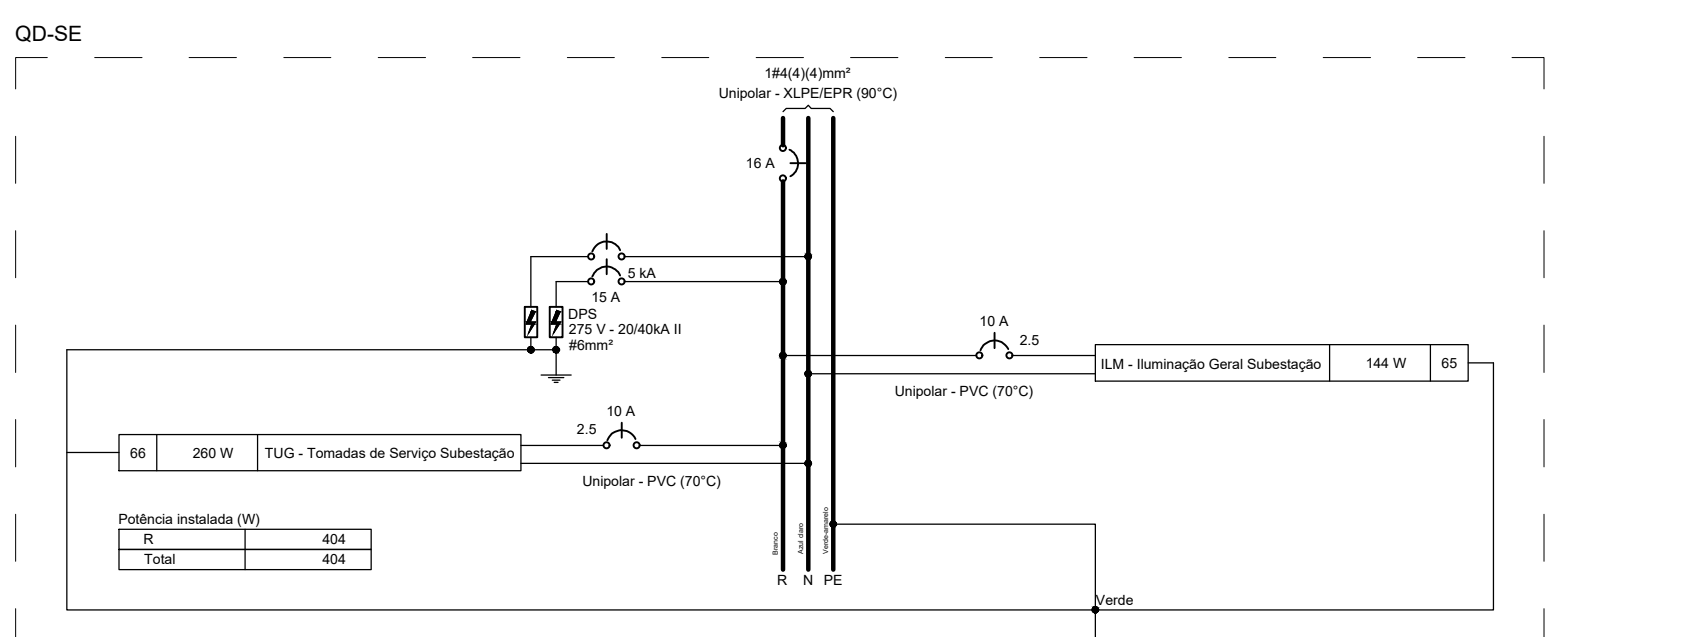 QD-SE
1#4(4)(4)mm²
Unipolar - XLPE/EPR (90°C)
16 A
5 kA
15 A
DPS
275 V - 20/40kA II
#6mm²
10 A
2.5
ILM - Iluminação Geral Subestação 144 W 65
Unipolar - PVC (70°C)
10 A
2.5
66 260 W TUG - Tomadas de Serviço Subestação
Unipolar - PVC (70°C)
Potência instalada (W)
R 404
Total 404
Branco
Azul claro
Verde-amarelo
R N PE
Verde